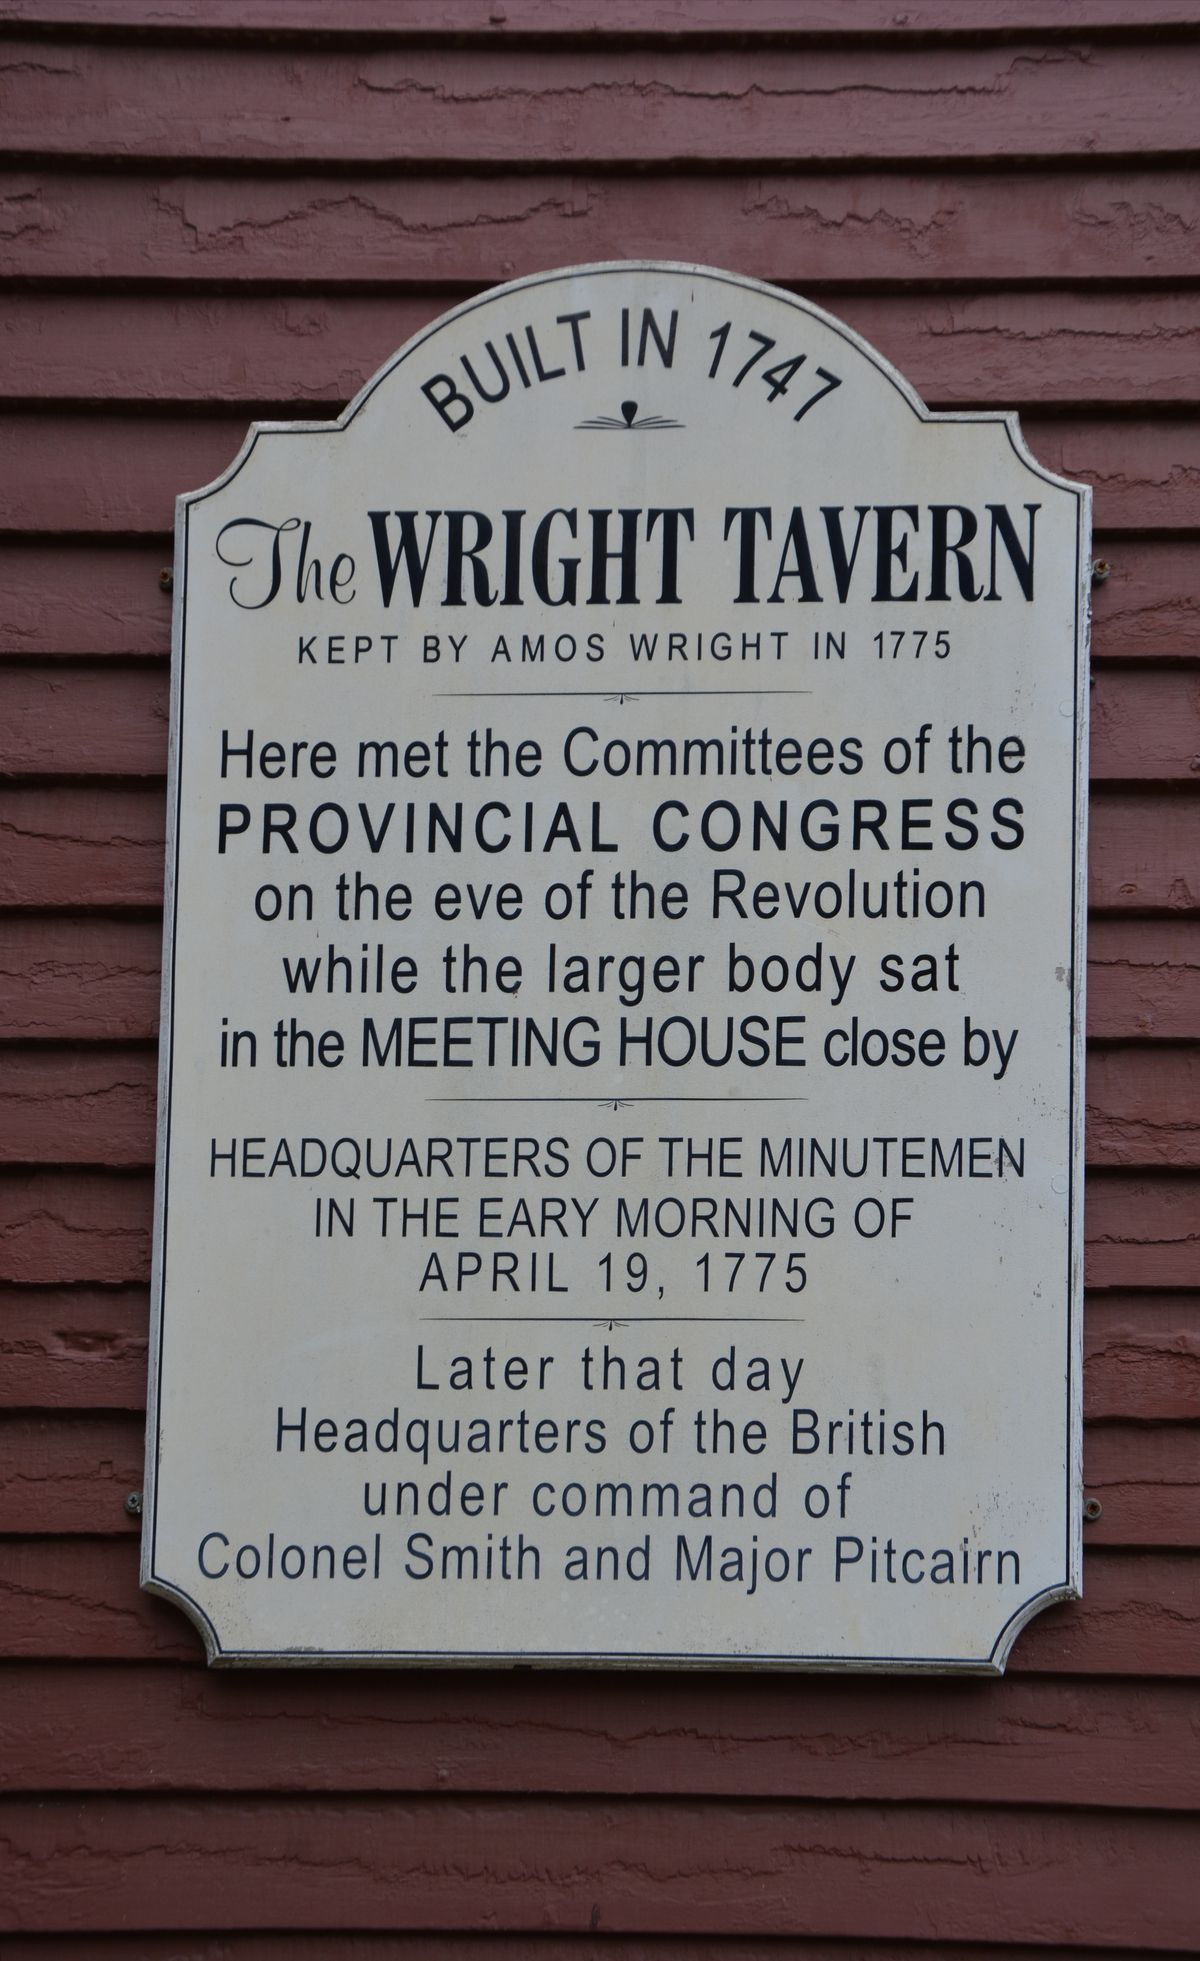 BUILT IN 1747
The WRIGHT TAVERN
KEPT BY AMOS WRIGHT IN 1775
Here met the Committees of the
PROVINCIAL CONGRESS
on the eve of the Revolution
while the larger body sat
in the MEETING HOUSE close by
HEADQUARTERS OF THE MINUTEMEN
IN THE EARY MORNING OF
APRIL 19, 1775
Later that day
Headquarters of the British
under command of
Colonel Smith and Major Pitcairn